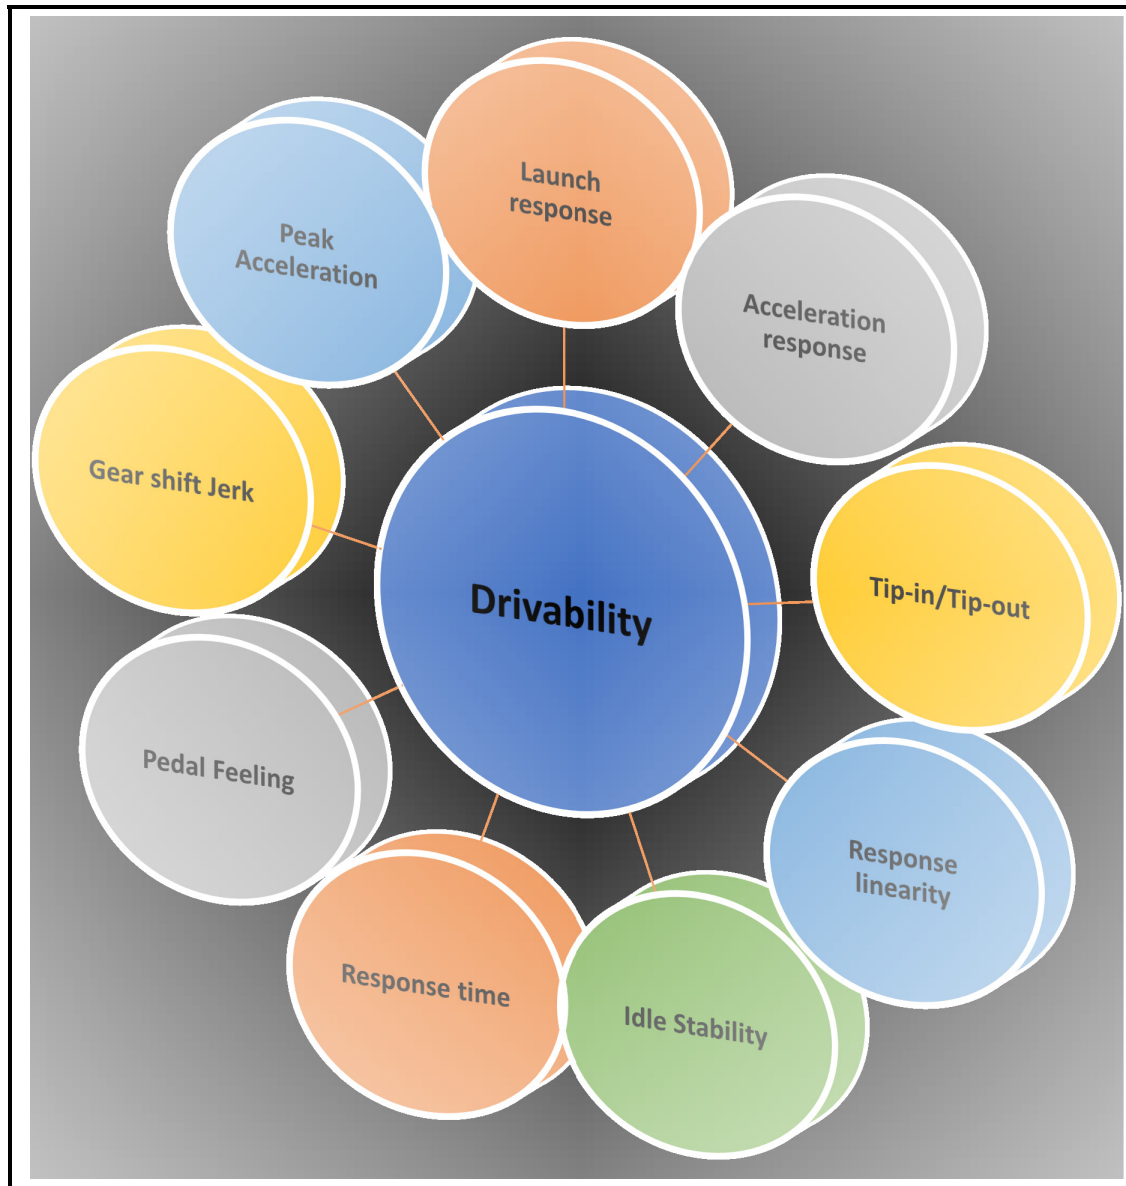 Launch
response
Peak
Acceleration
Acceleration
response
Gear shift Jerk
Tip-in/Tip-out
Drivability
Pedal Feeling
Response
linearity
Response time
Idle Stability